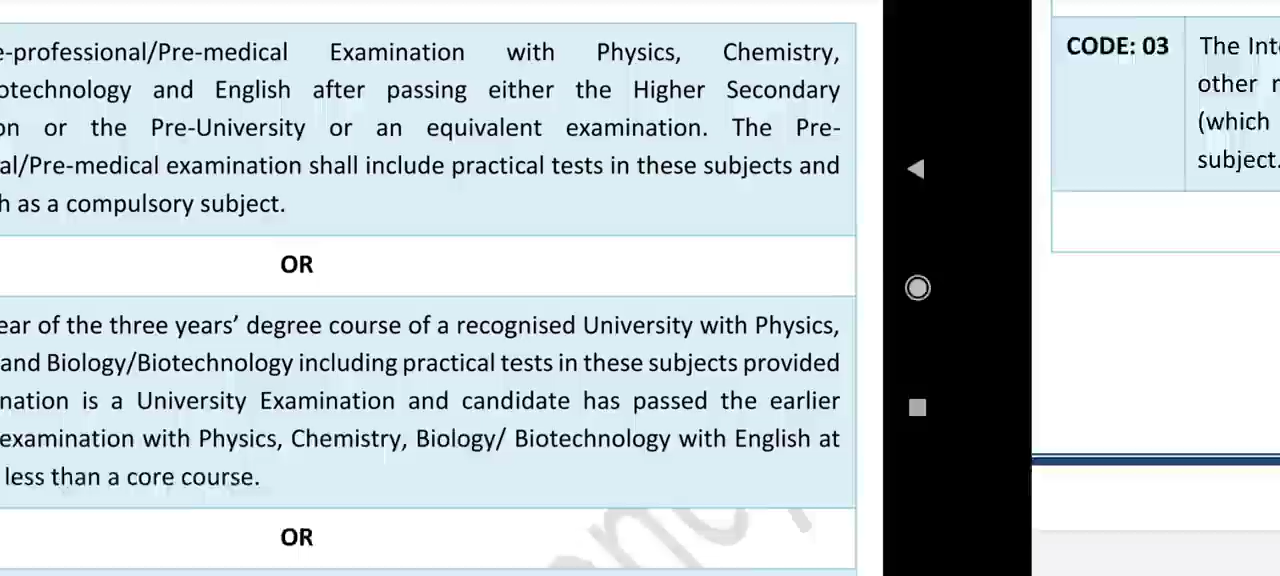 e-professional/Pre-medical Examination with Physics, Chemistry,
otechnology and English after passing either the Higher Secondary
on or the Pre-University or an equivalent examination. The Pre-
al/Pre-medical examination shall include practical tests in these subjects and
h as a compulsory subject.
OR
ear of the three years’ degree course of a recognised University with Physics,
and Biology/Biotechnology including practical tests in these subjects provided
nation is a University Examination and candidate has passed the earlier
examination with Physics, Chemistry, Biology/ Biotechnology with English at
less than a core course.
OR
CODE: 03
The Inte
other r
(which
subject.